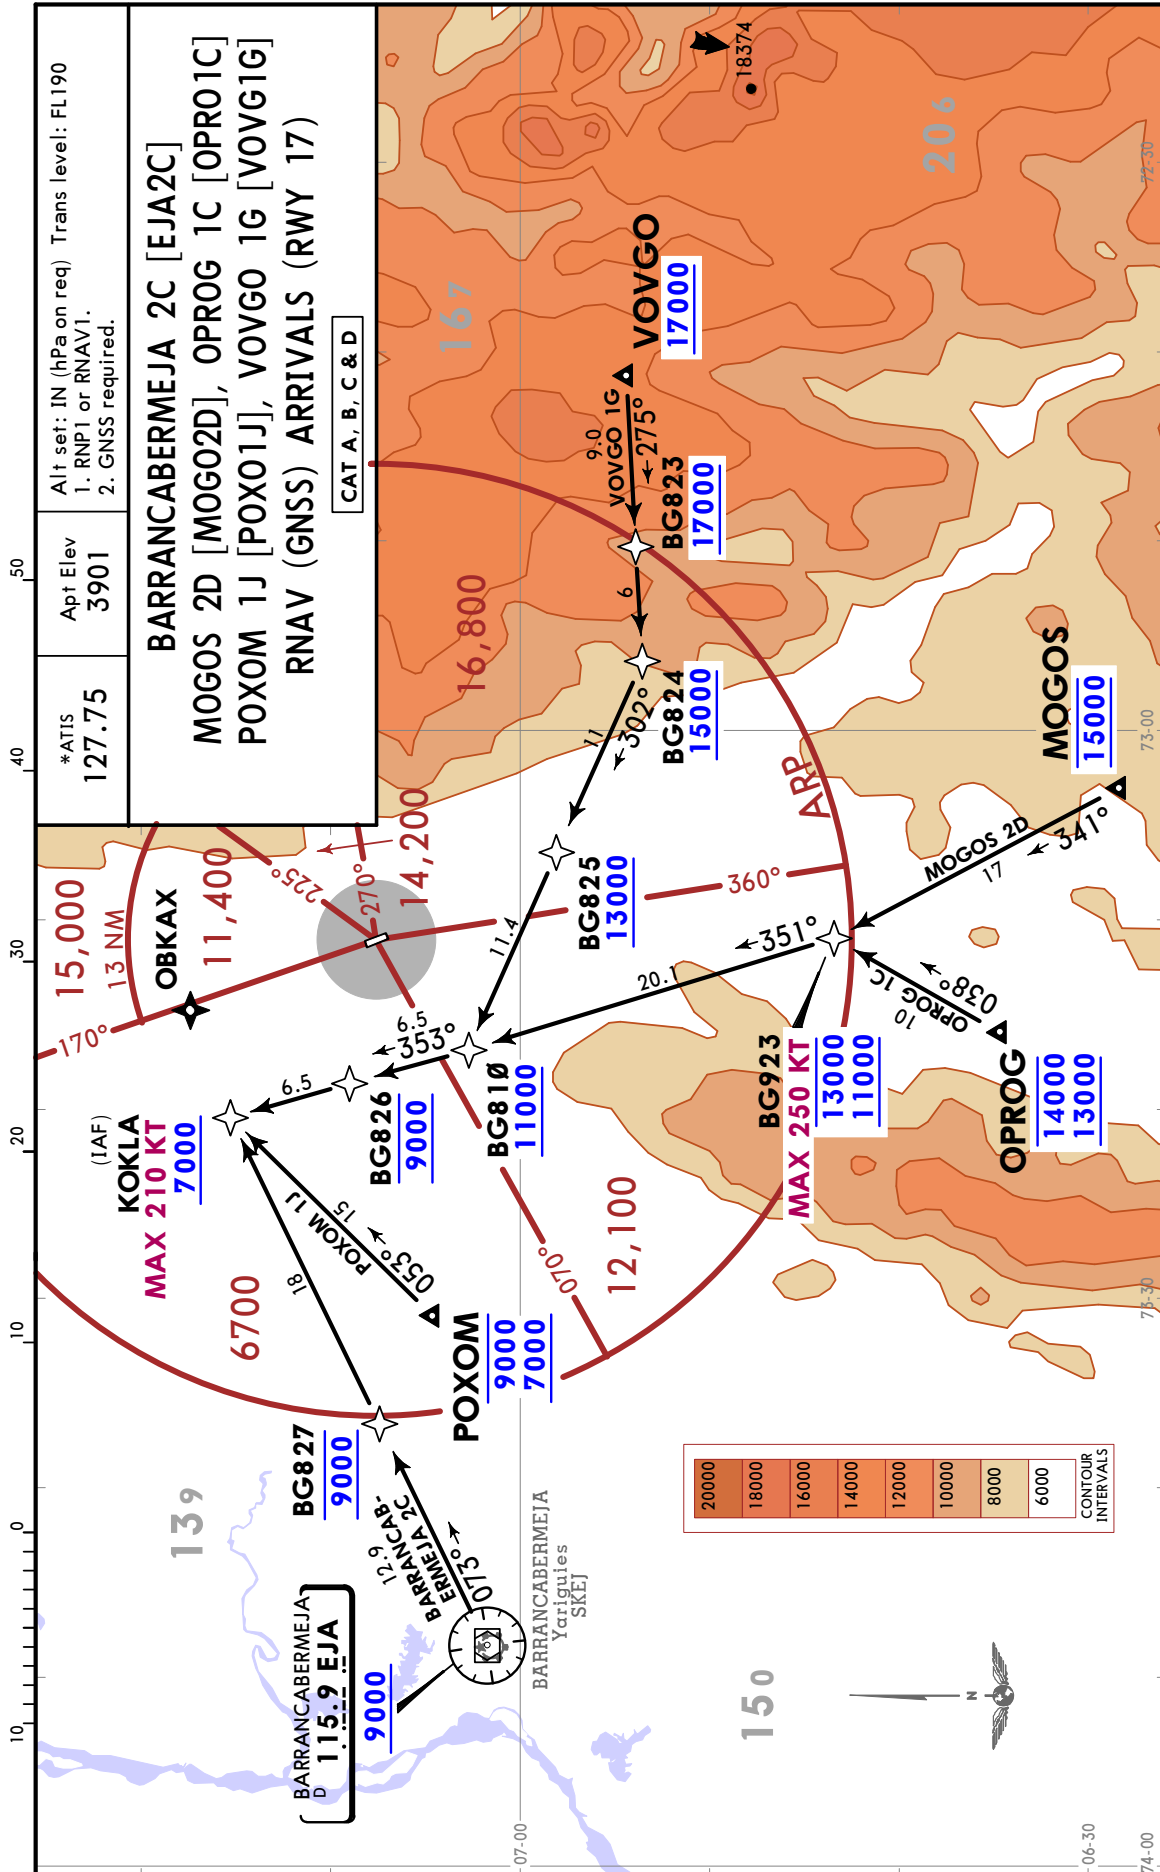 *ATIS
127.75
Apt Elev
3901
Alt set: IN (hPa on req) Trans level: FL190
1. RNP1 or RNAV1.
2. GNSS required.
BARRANCABERMEJA 2C [EJA2C]
MOGOS 2D [MOGO2D], OPROG 1C [OPRO1C]
POXOM 1J [POXO1J], VOVGO 1G [VOVG1G]
RNAV (GNSS) ARRIVALS (RWY 17)
CAT A, B, C & D
10
0
10
20
30
40
50
15,000
13 NM
11,400
170°
OBKAX
225°
270°
14,200
16,800
167
206
18374
139
6700
(IAF)
KOKLA
MAX 210 KT
7000
6.5
BG826
9000
6.5
353°
BG81Ø
11000
11.4
BG825
13000
11
302°
BG824
15000
6
BG823
17000
9.0
VOVGO 1G
275°
VOVGO
17000
BG827
9000
18
POXOM 1J
15
053°
POXOM
9000
7000
070°
12,100
360°
ARP
20.1
351°
BG923
MAX 250 KT
13000
11000
OPROG 1C
10
038°
OPROG
14000
13000
MOGOS 2D
17
341°
MOGOS
15000
BARRANCABERMEJA
D 115.9 EJA
9000
12.9
BARRANCAB-
ERMEJA 2C
073°
BARRANCABERMEJA
Yariguies
SKEJ
150
N
20000
18000
16000
14000
12000
10000
8000
6000
CONTOUR
INTERVALS
07-00
06-30
74-00
73-30
73-00
72-30